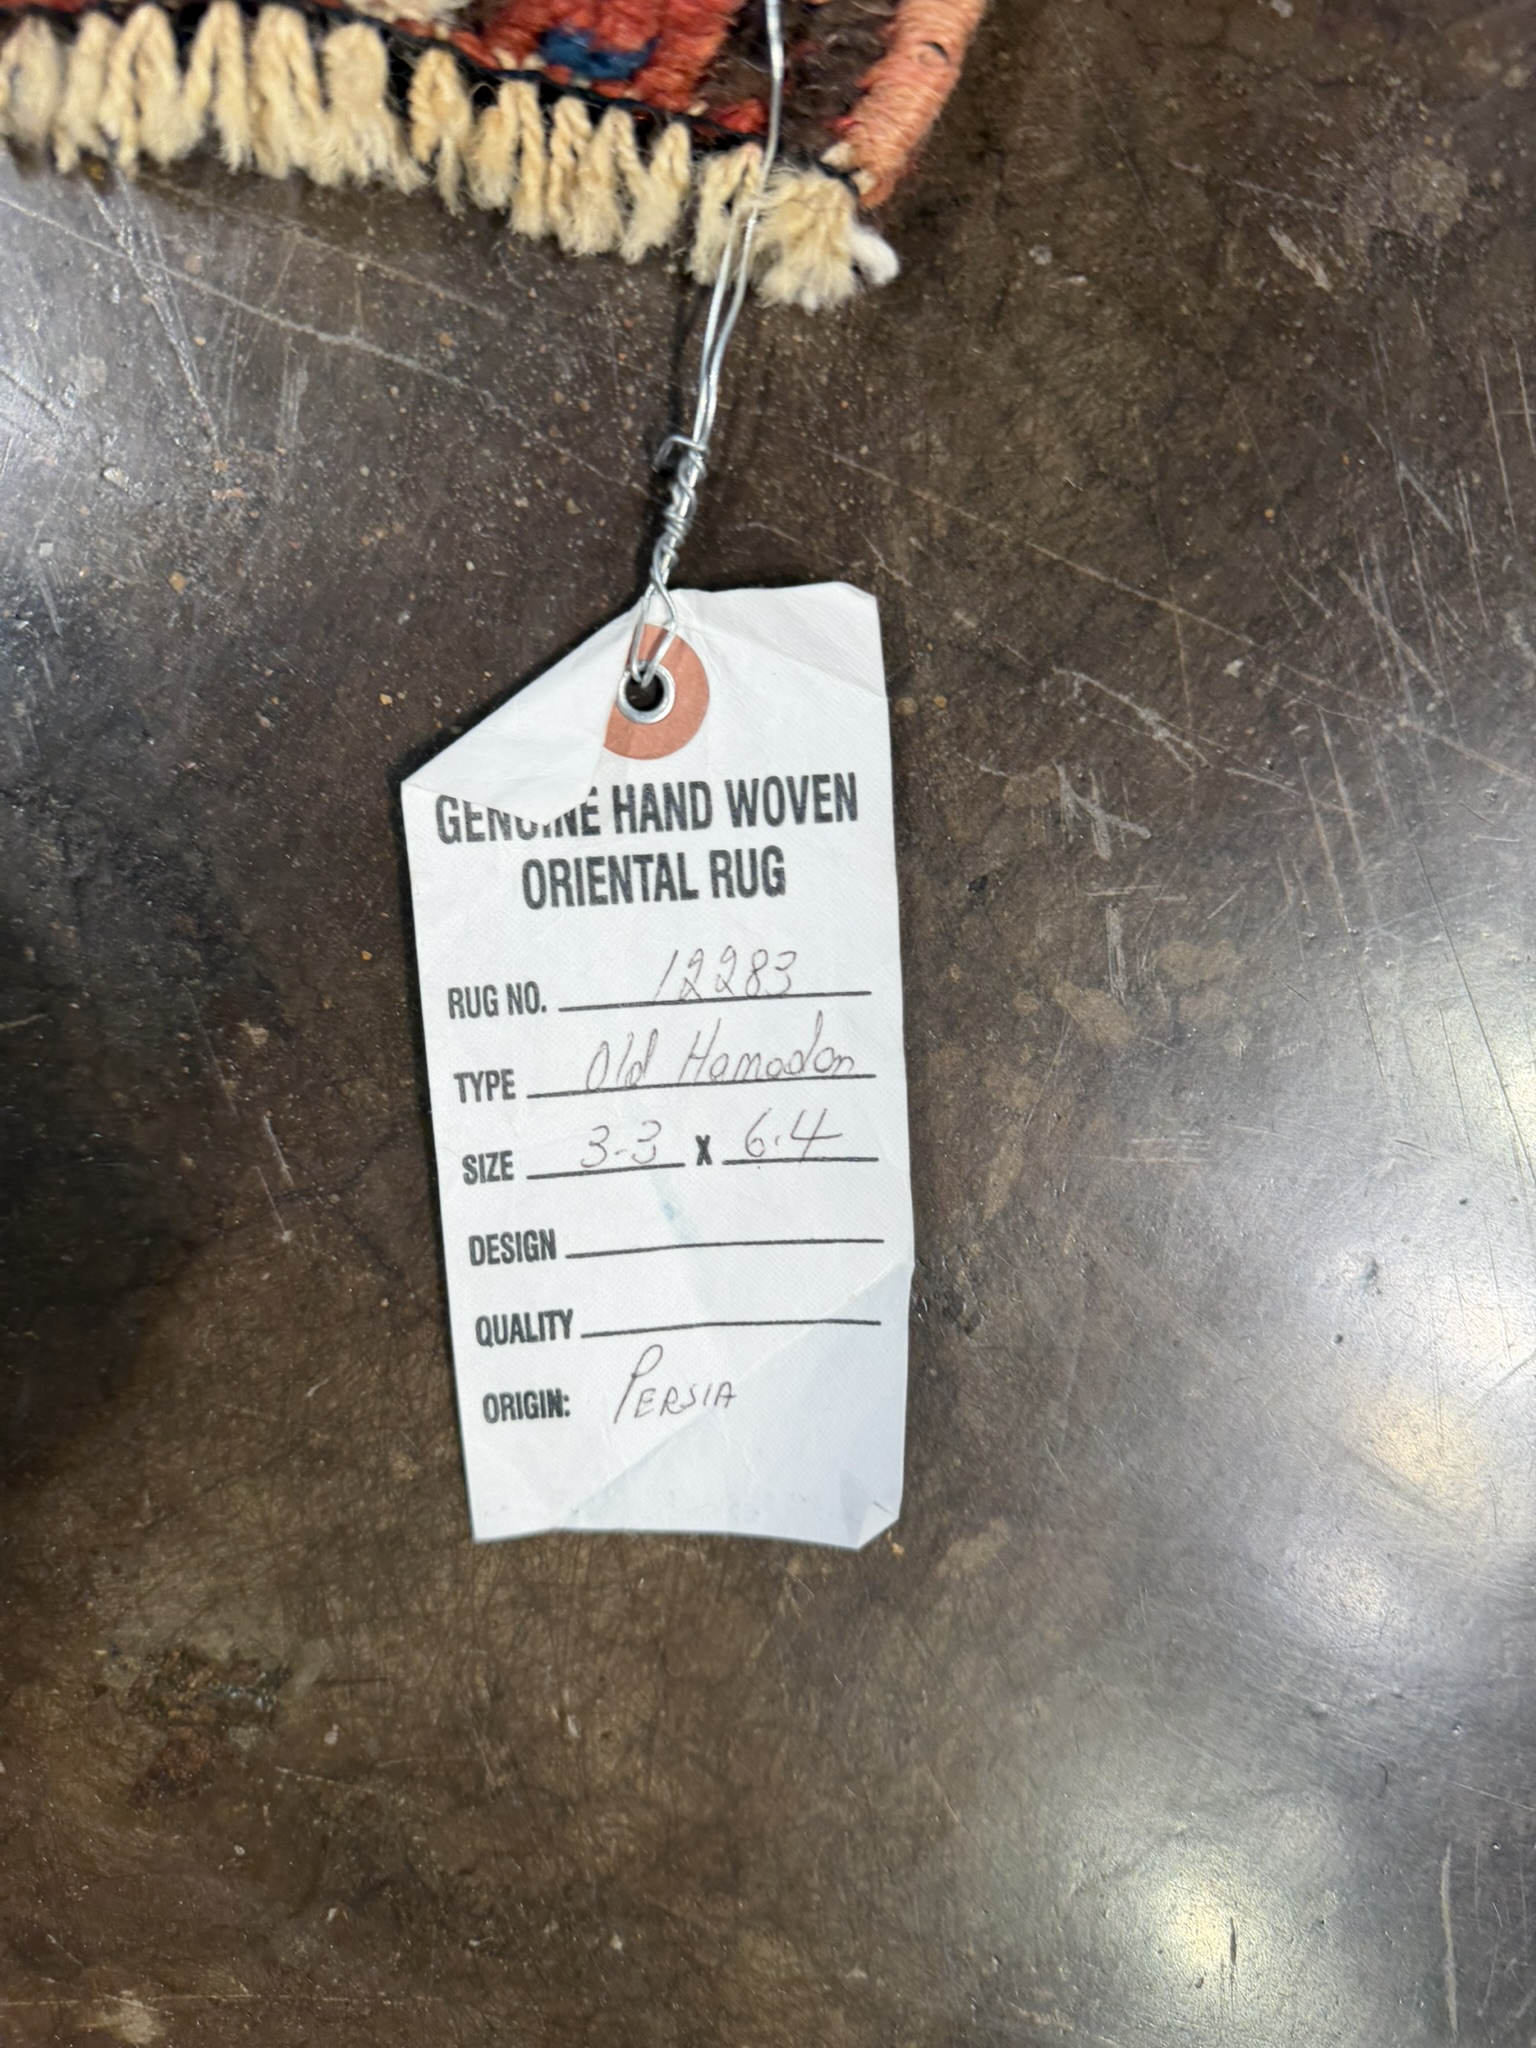 GENUINE HAND WOVEN
ORIENTAL RUG
RUG NO. 12283
TYPE Old Hamadan
SIZE 3-3 X 6.4
DESIGN
QUALITY
ORIGIN: PERSIA